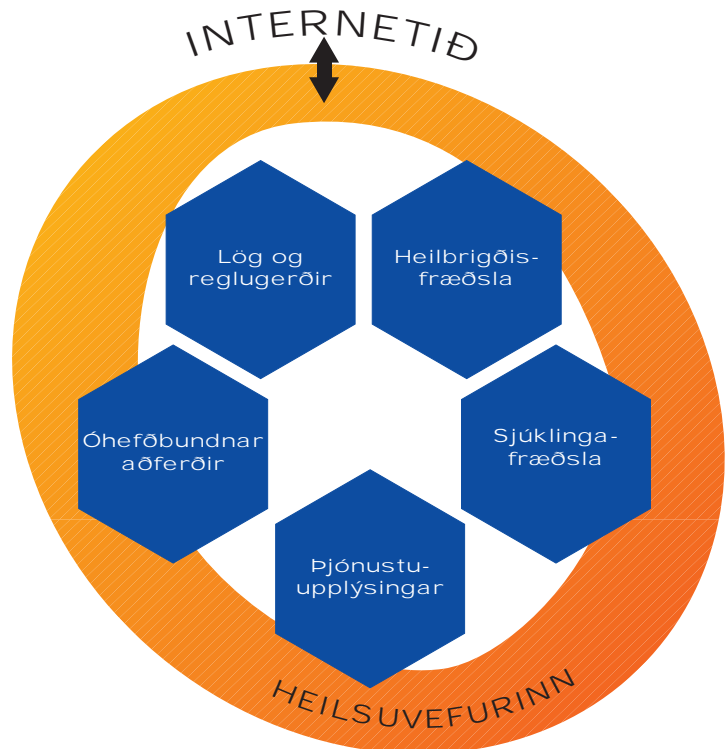 INTERNETIÐ
Lög og
reglugerðir
Heilbrigðis-
fræðsla
Óhefðbundnar
aðferðir
Sjúklinga-
fræðsla
Þjónustu-
upplýsingar
HEILSUVEFURINN